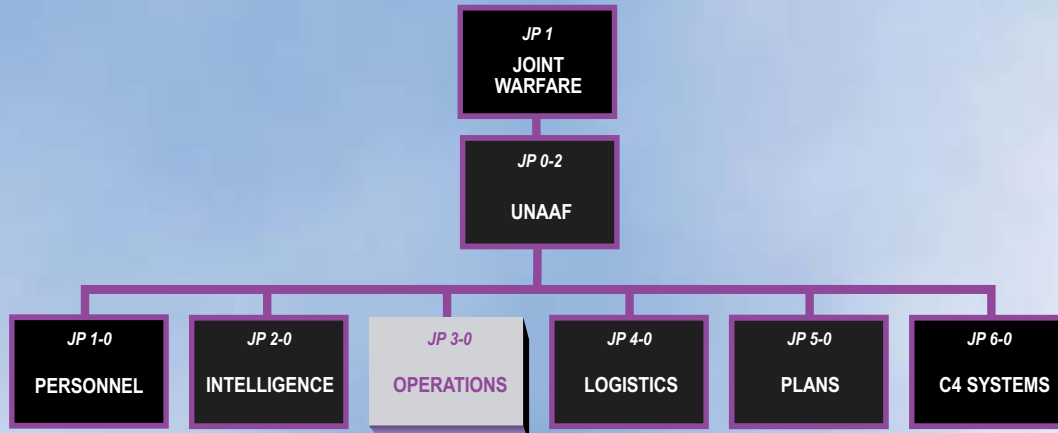 JP 1
JOINT
WARFARE
JP 0-2
UNAAF
JP 1-0
PERSONNEL
JP 2-0
INTELLIGENCE
JP 3-0
OPERATIONS
JP 4-0
LOGISTICS
JP 5-0
PLANS
JP 6-0
C4 SYSTEMS